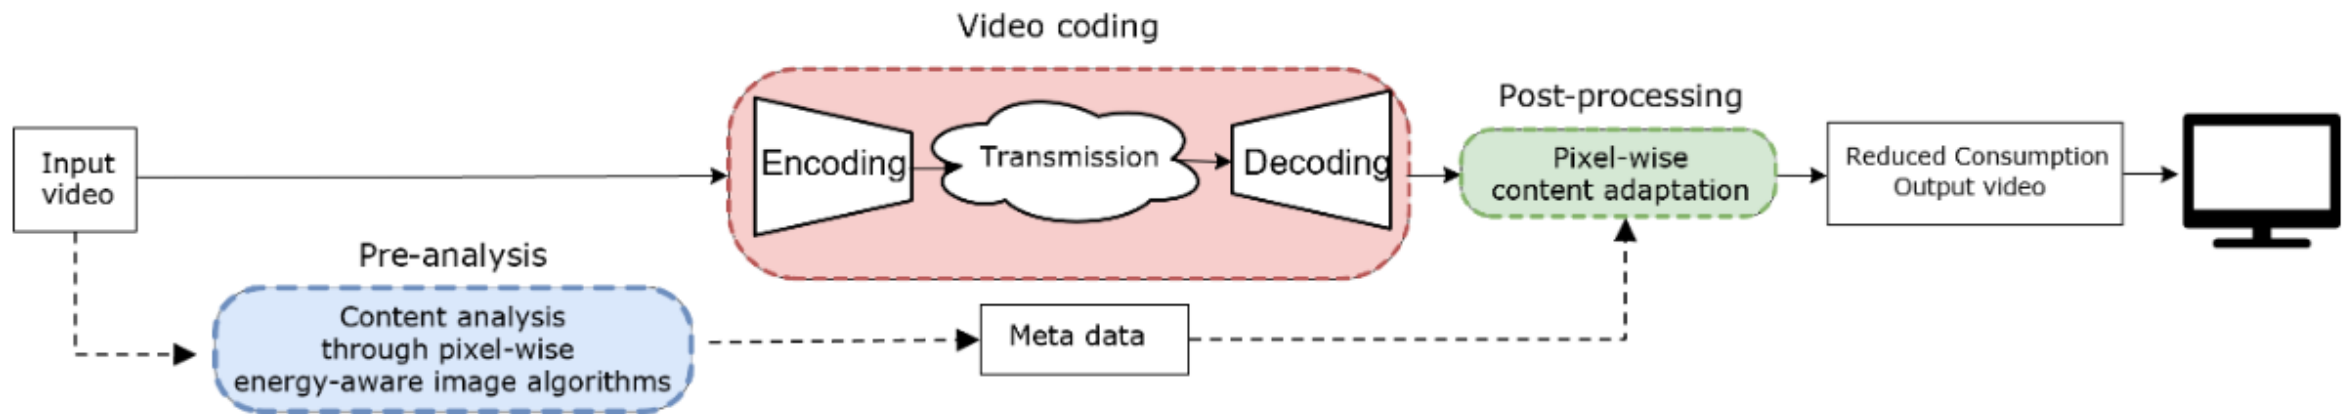 Video coding
Post-processing
Input
video
Encoding
Transmission
Decoding
Pixel-wise
content adaptation
Reduced Consumption
Output video
Pre-analysis
Content analysis
through pixel-wise
energy-aware image algorithms
Meta data